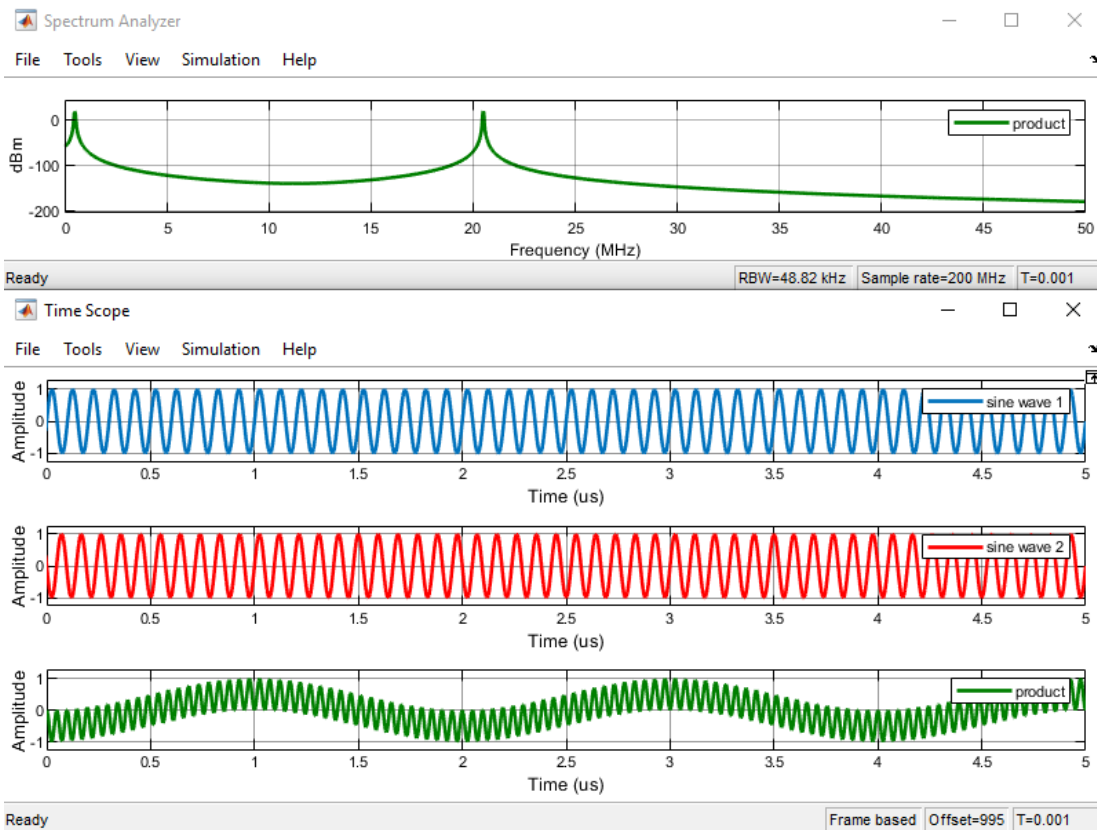 Spectrum Analyzer
File Tools View Simulation Help
product
0
-100
-200
dBm
0 5 10 15 20 25 30 35 40 45 50
Frequency (MHz)
Ready RBW=48.82 kHz Sample rate=200 MHz T=0.001
Time Scope
File Tools View Simulation Help
sine wave 1
1
0
-1
Amplitude
0 0.5 1 1.5 2 2.5 3 3.5 4 4.5 5
Time (us)
sine wave 2
1
0
-1
Amplitude
0 0.5 1 1.5 2 2.5 3 3.5 4 4.5 5
Time (us)
product
1
0
-1
Amplitude
0 0.5 1 1.5 2 2.5 3 3.5 4 4.5 5
Time (us)
Ready Frame based Offset=995 T=0.001